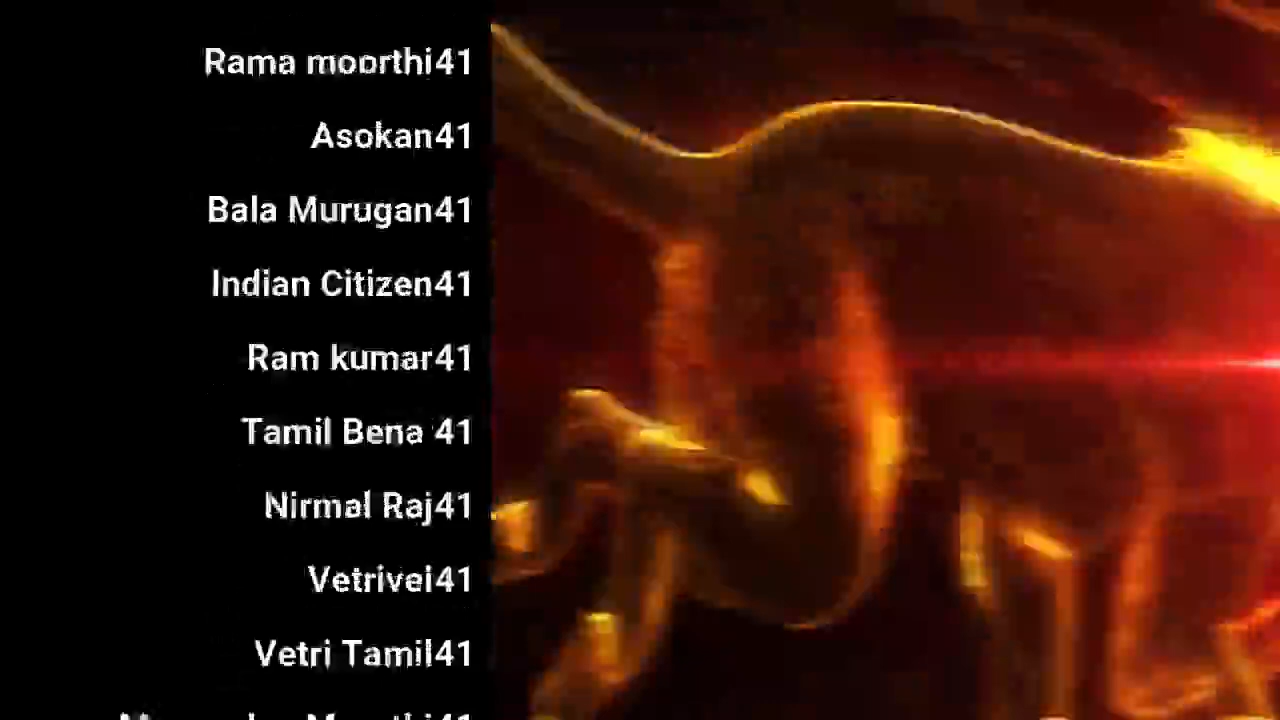 Rama moorthi41
Asokan41
Bala Murugan41
Indian Citizen41
Ram kumar41
Tamil Bena 41
Nirmal Raj41
Vetrivel41
Vetri Tamil41